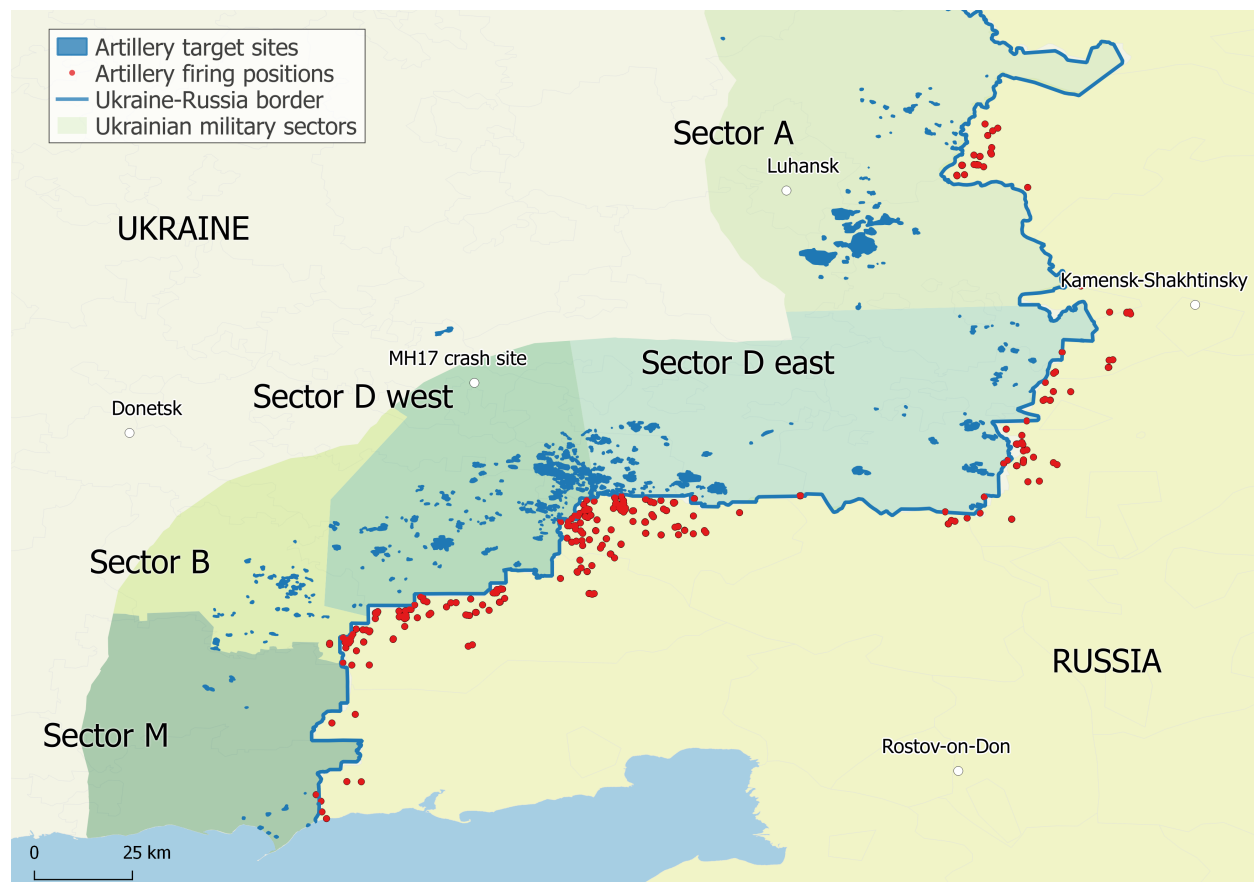 Artillery target sites
Artillery firing positions
Ukraine-Russia border
Ukrainian military sectors
Sector A
Luhansk
UKRAINE
Kamensk-Shakhtinsky
MH17 crash site
Sector D east
Sector D west
Donetsk
Sector B
RUSSIA
Sector M
Rostov-on-Don
0 25 km